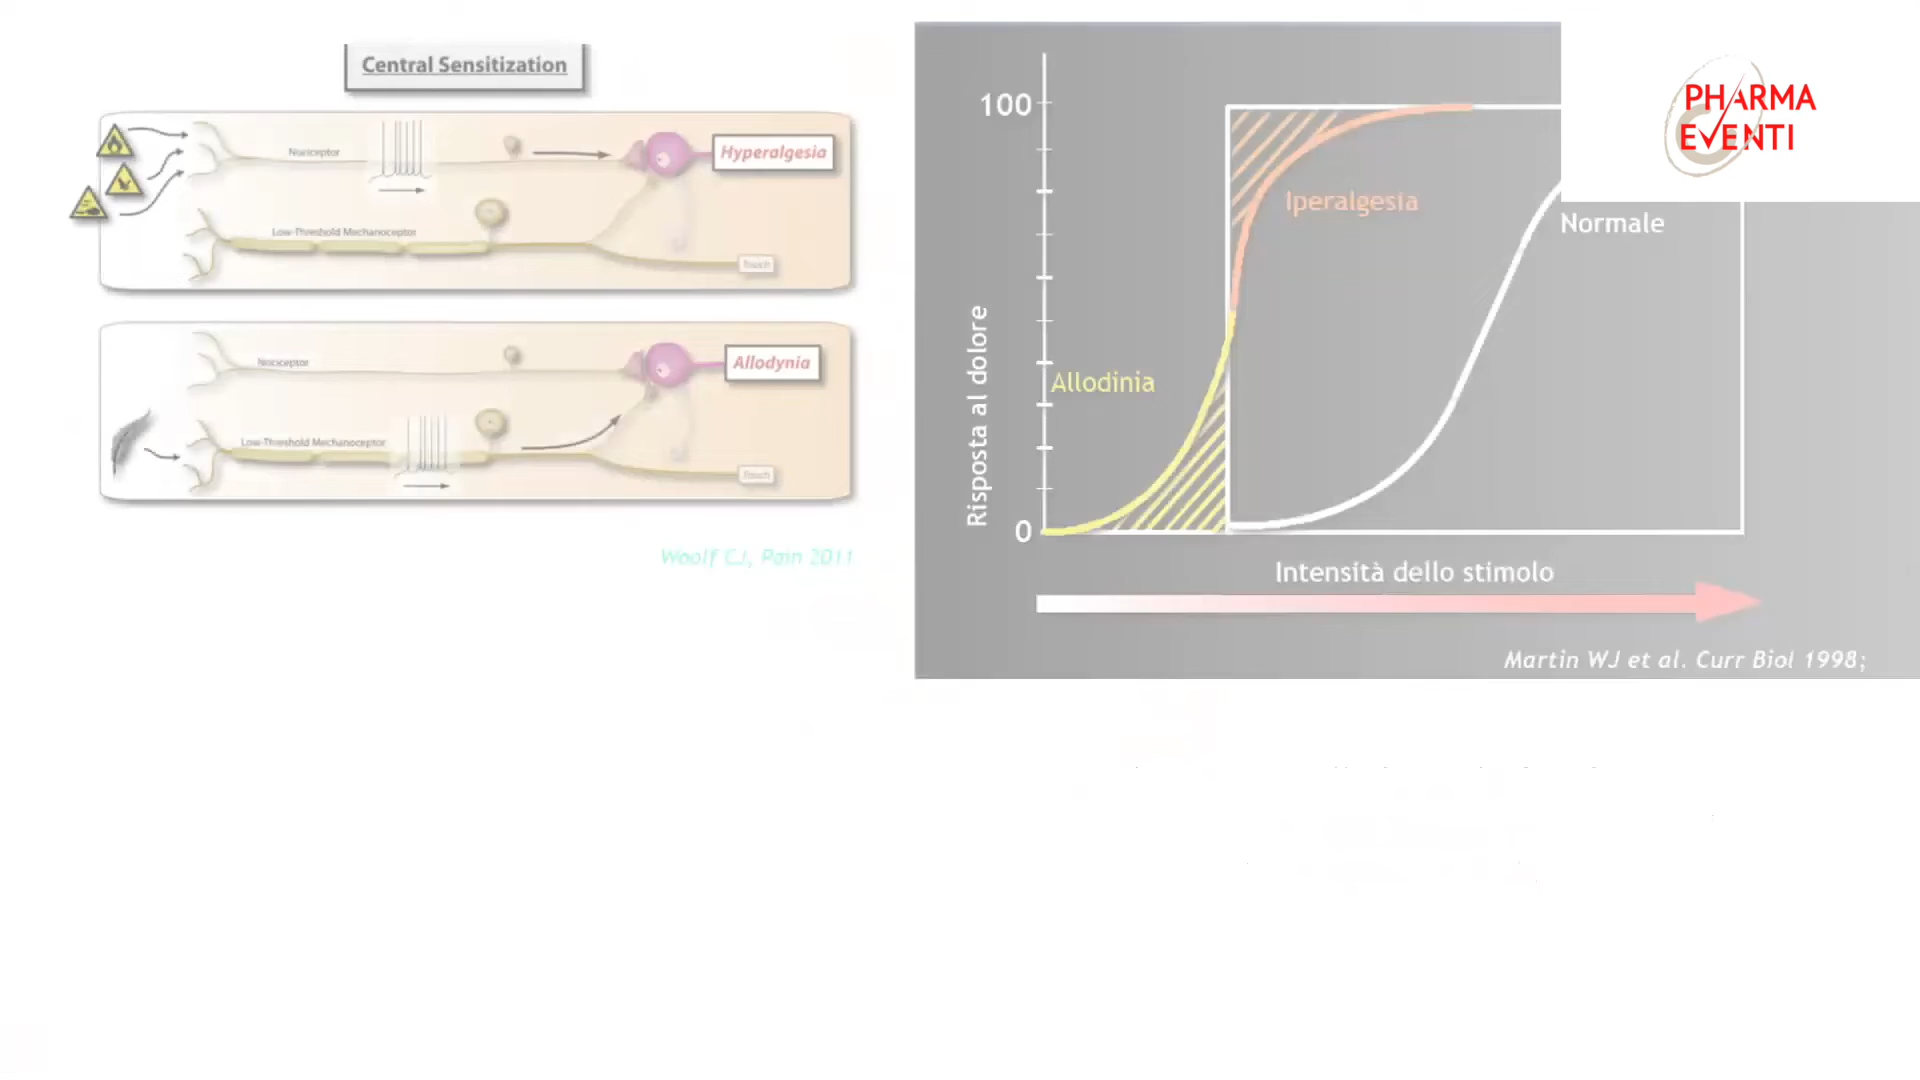 Central Sensitization
Nociceptor
Hyperalgesia
Low-Threshold Mechanoceptor
Touch
Nociceptor
Allodynia
Low-Threshold Mechanoceptor
Touch
Woolf CJ, Pain 2011
100
Iperalgesia
Normale
Allodinia
Risposta al dolore
0
Intensità dello stimolo
Martin WJ et al. Curr Biol 1998;
PHARMA
EVENTI